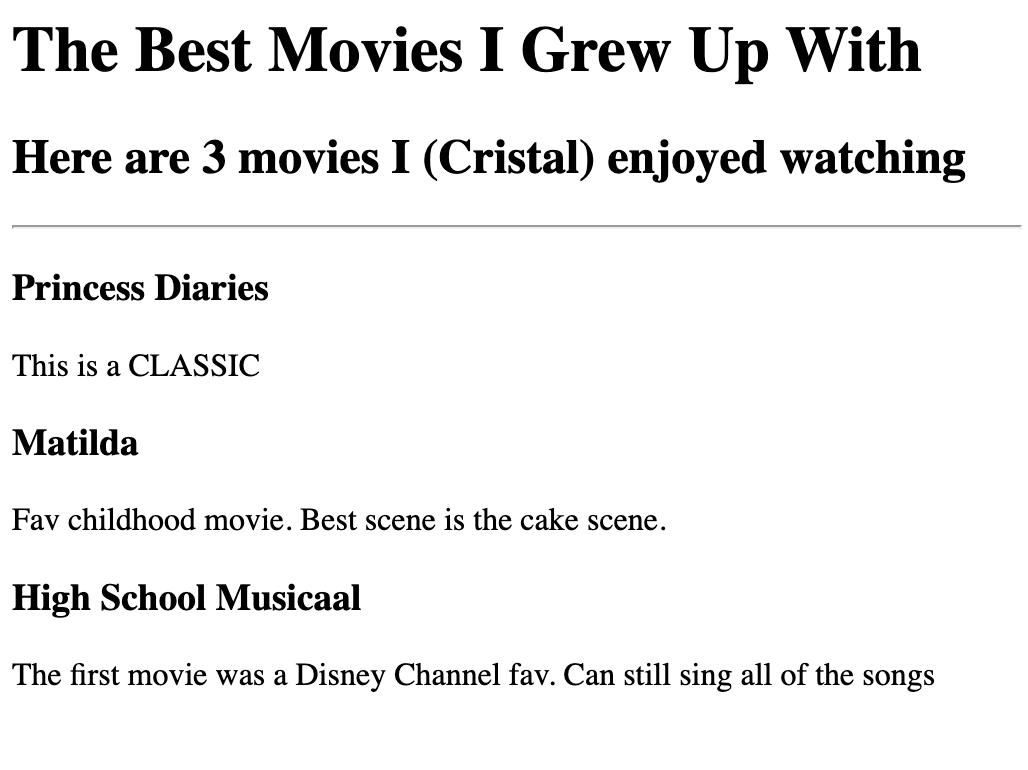 The Best Movies I Grew Up With
Here are 3 movies I (Cristal) enjoyed watching
Princess Diaries
This is a CLASSIC
Matilda
Fav childhood movie. Best scene is the cake scene.
High School Musicaal
The first movie was a Disney Channel fav. Can still sing all of the songs